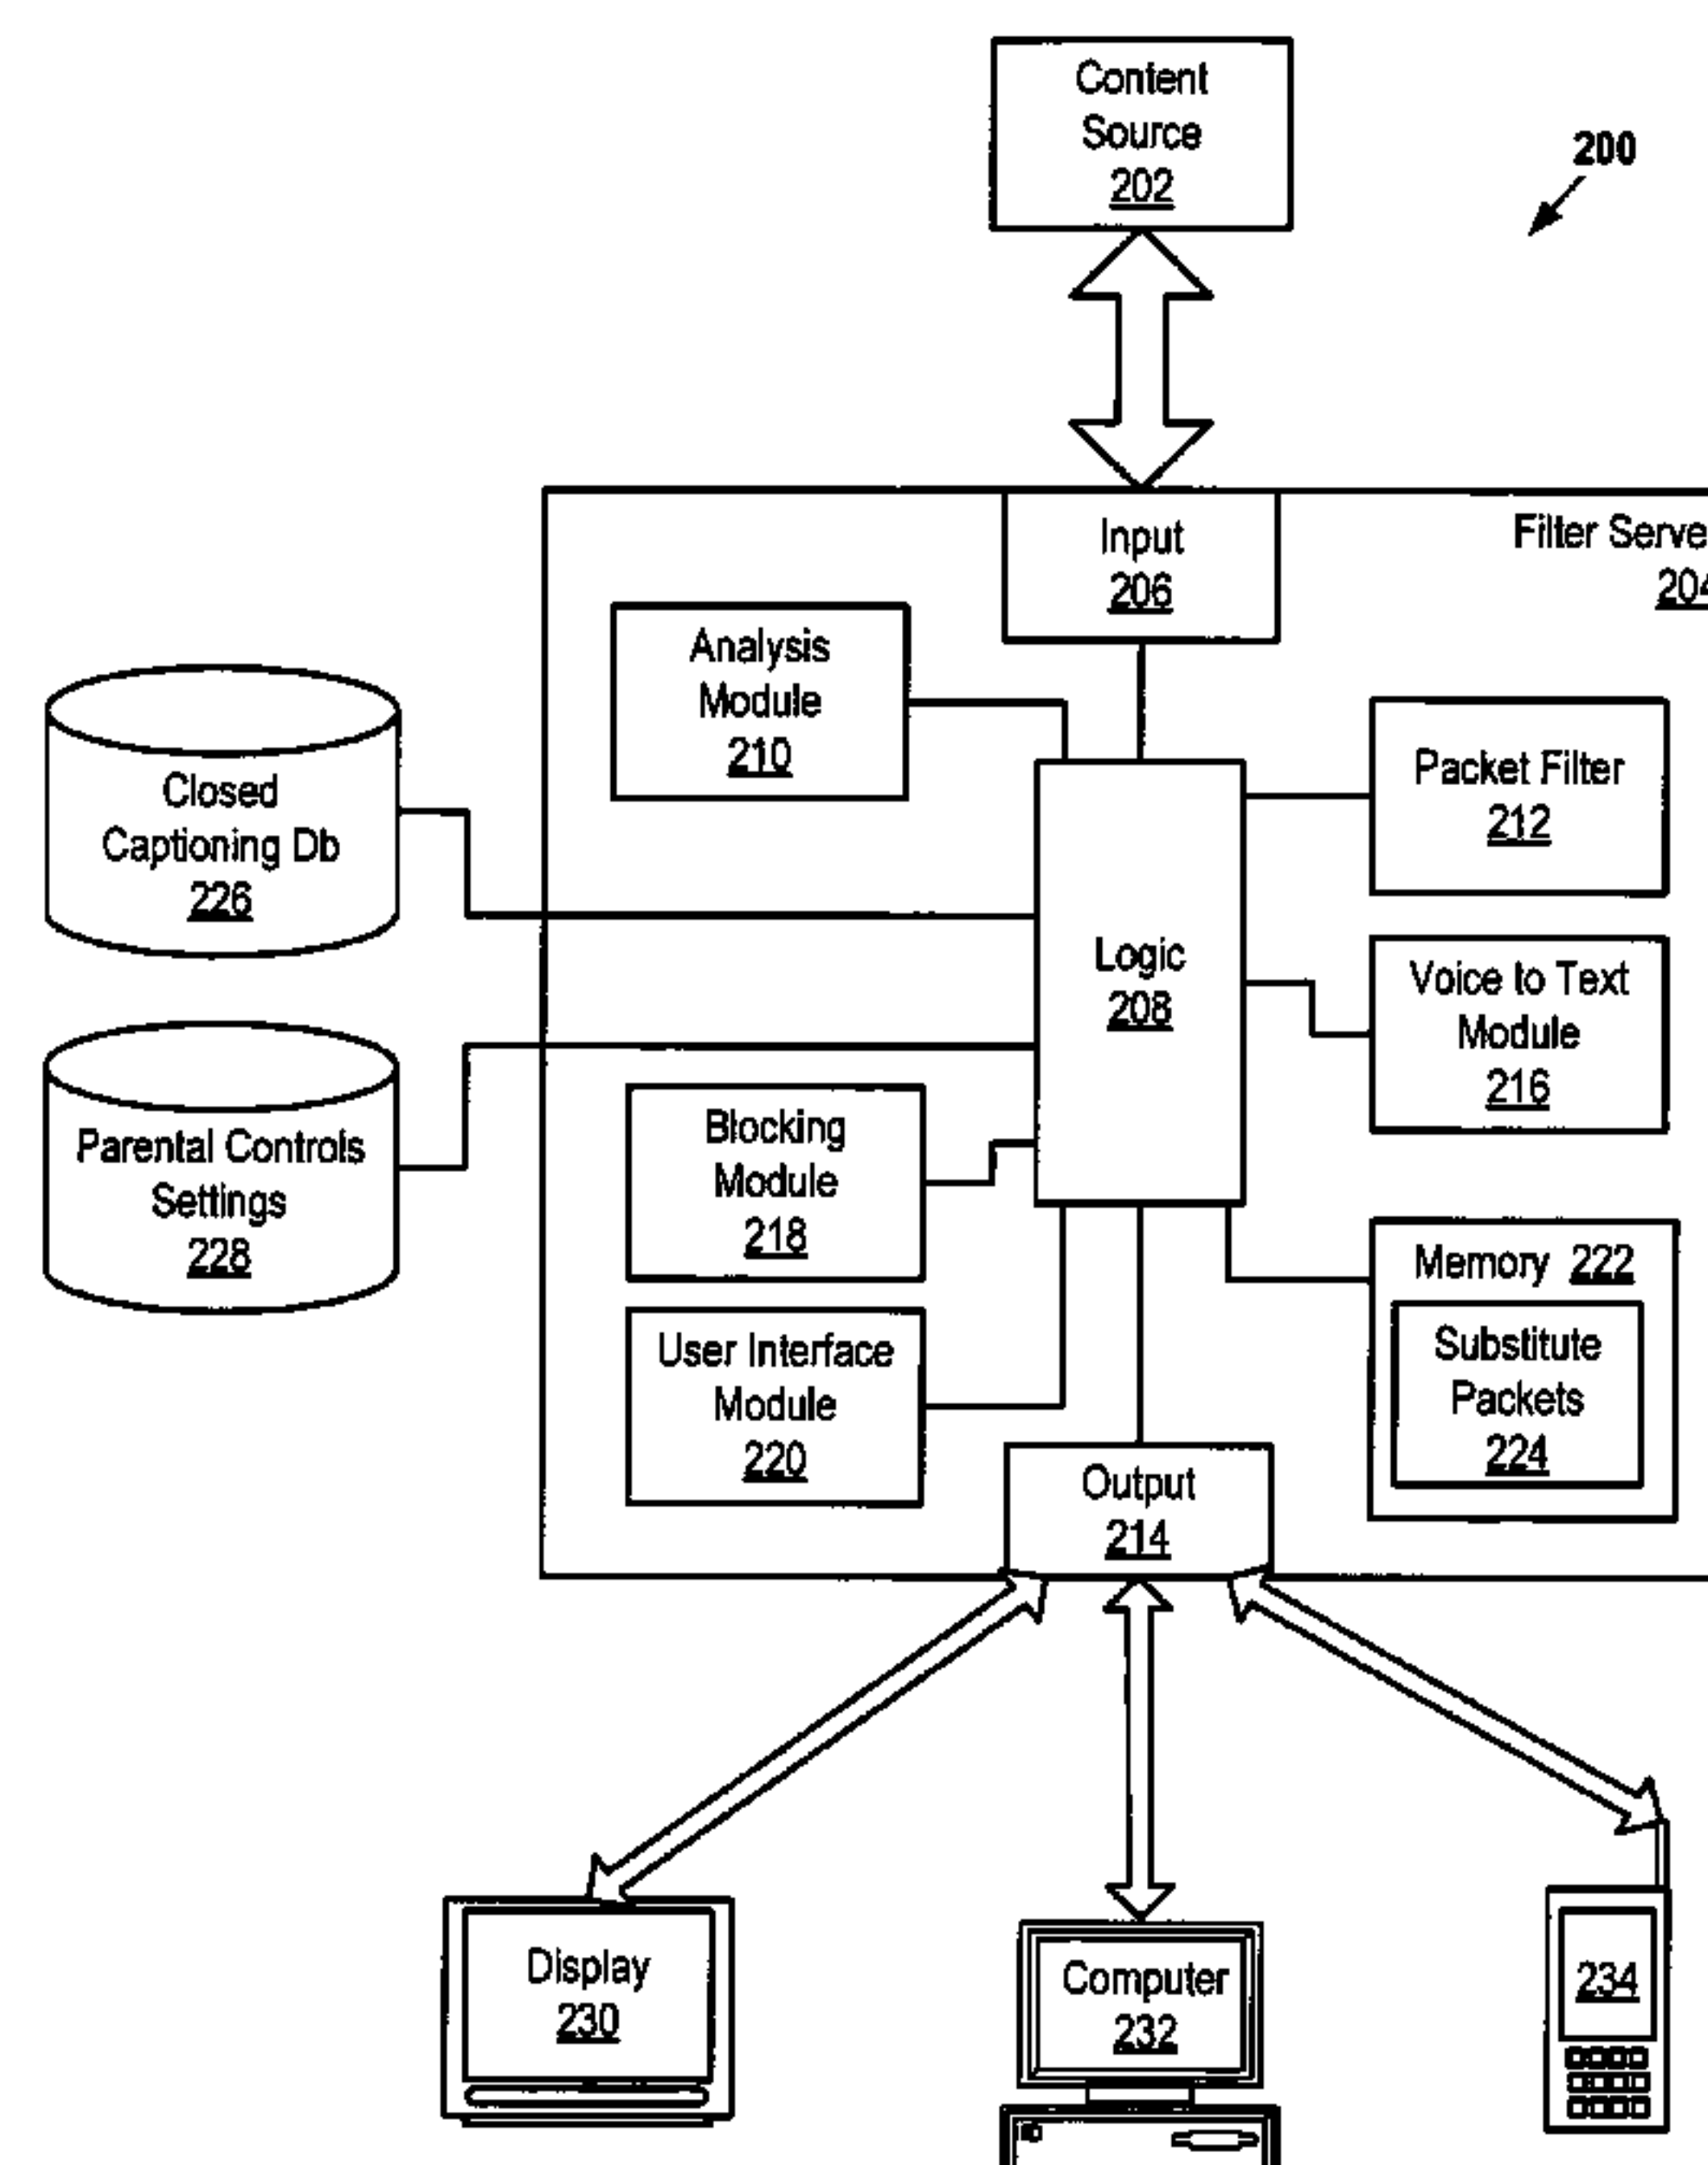 Content
Source
202
200
Input
206
Filter Serve
204
Analysis
Module
210
Packet Filter
212
Closed
Captioning Db
226
Logic
208
Voice to Text
Module
216
Parental Controls
Settings
228
Blocking
Module
218
Memory 222
Substitute
Packets
224
User Interface
Module
220
Output
214
Display
230
Computer
232
234